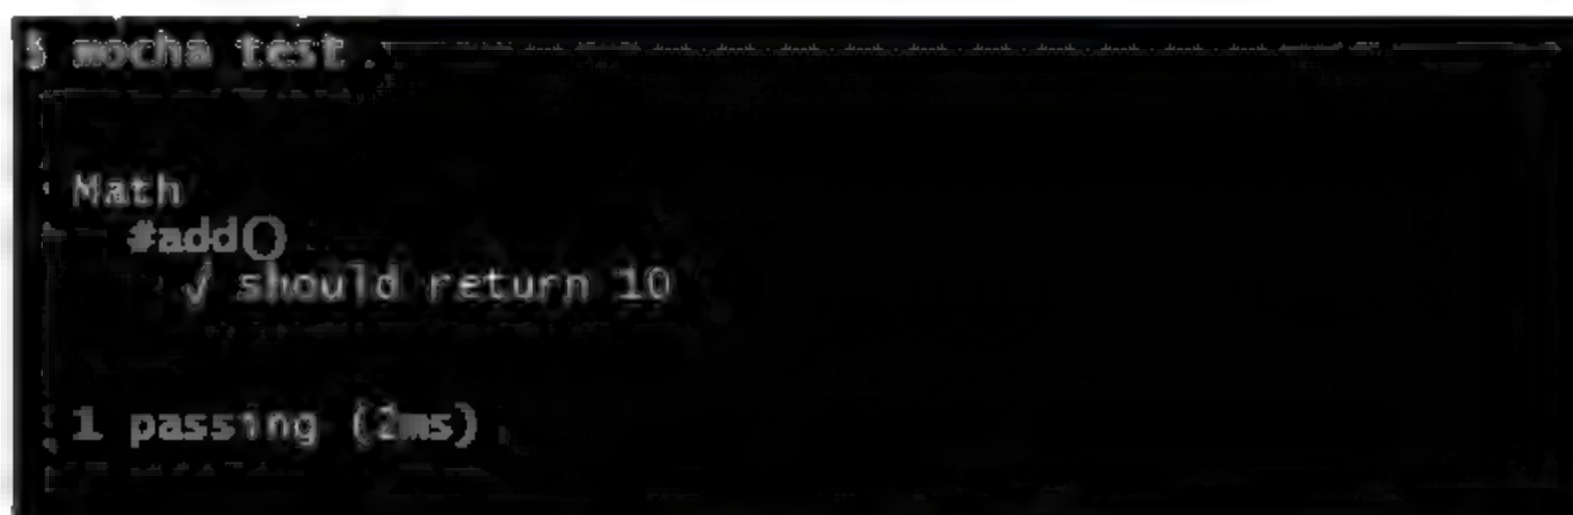 $ mocha test
Math
#add()
√ should return 10
1 passing (2ms)